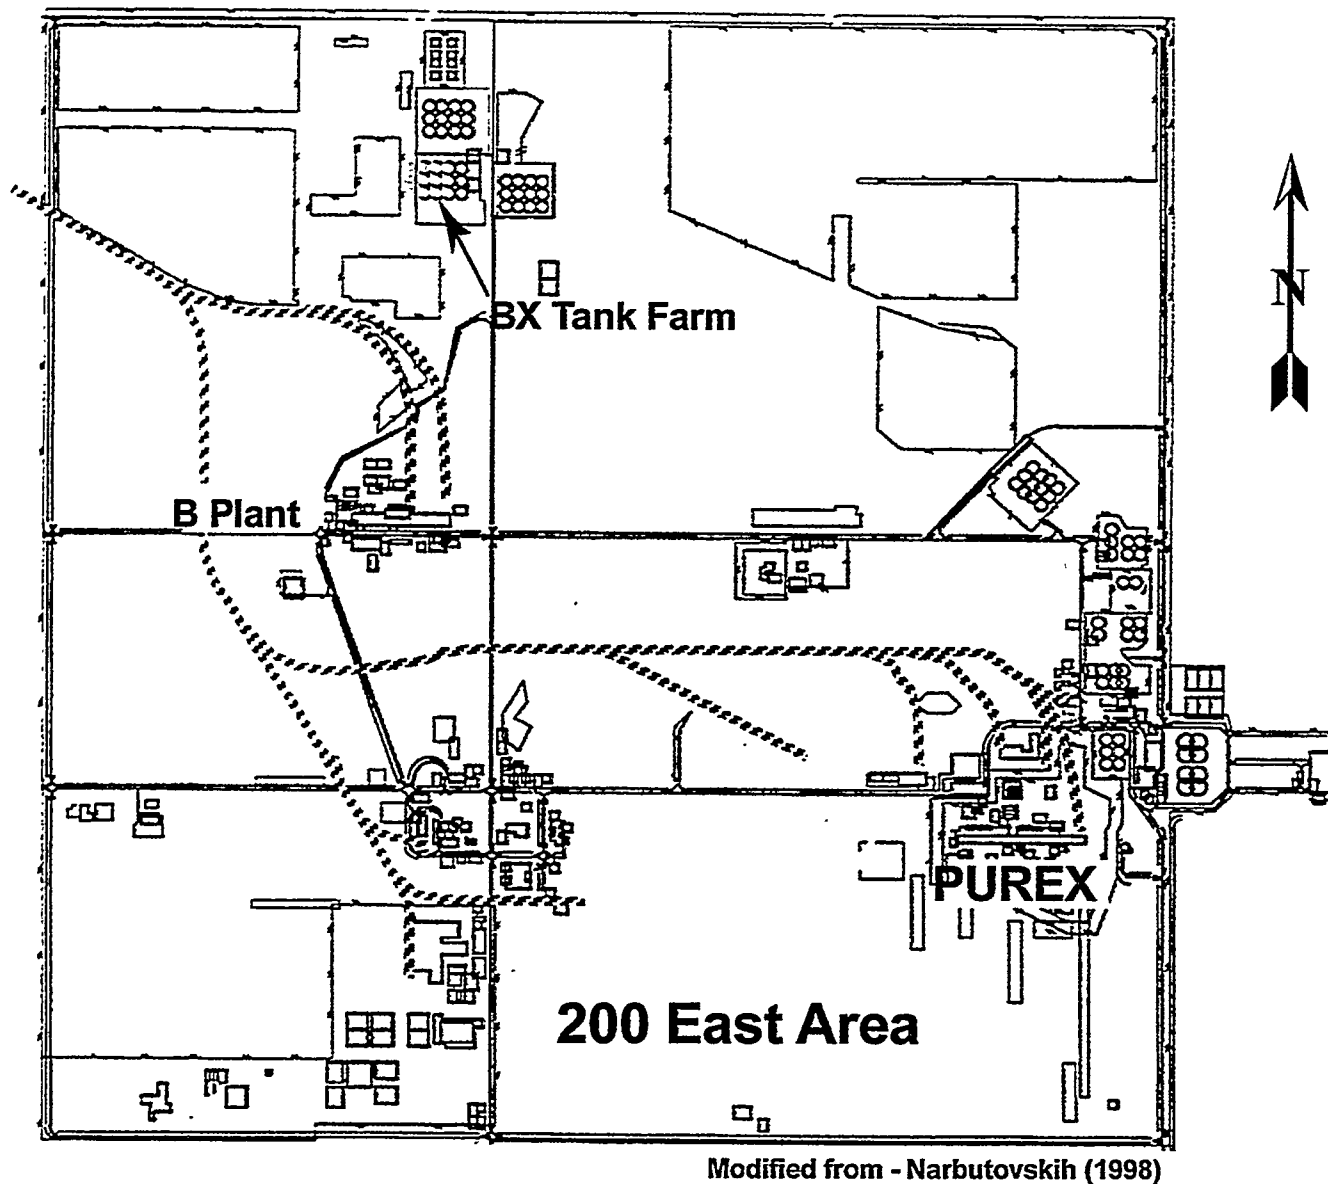 N
BX Tank Farm
B Plant
PUREX
200 East Area
Modified from - Narbutovskih (1998)